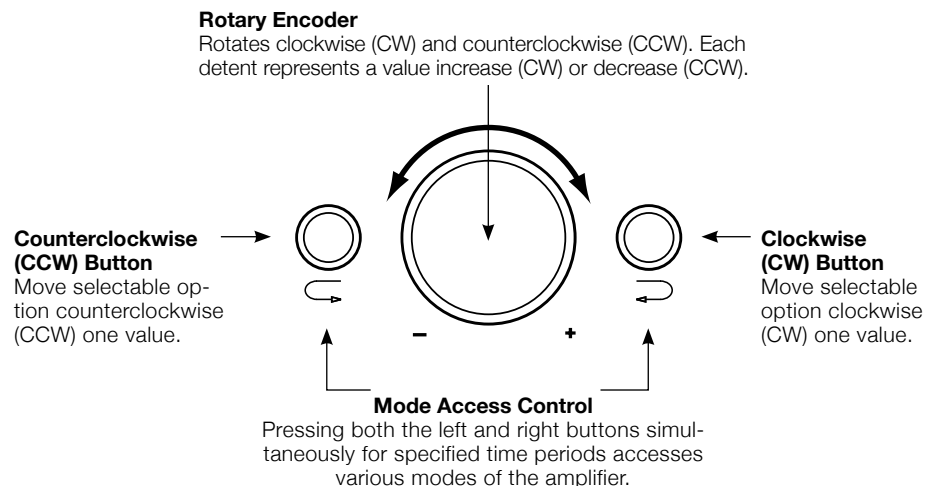 Rotary Encoder
Rotates clockwise (CW) and counterclockwise (CCW). Each
detent represents a value increase (CW) or decrease (CCW).
Counterclockwise
(CCW) Button
Move selectable op-
tion counterclockwise
(CCW) one value.
Clockwise
(CW) Button
Move selectable
option clockwise
(CW) one value.
– +
Mode Access Control
Pressing both the left and right buttons simul-
taneously for specified time periods accesses
various modes of the amplifier.